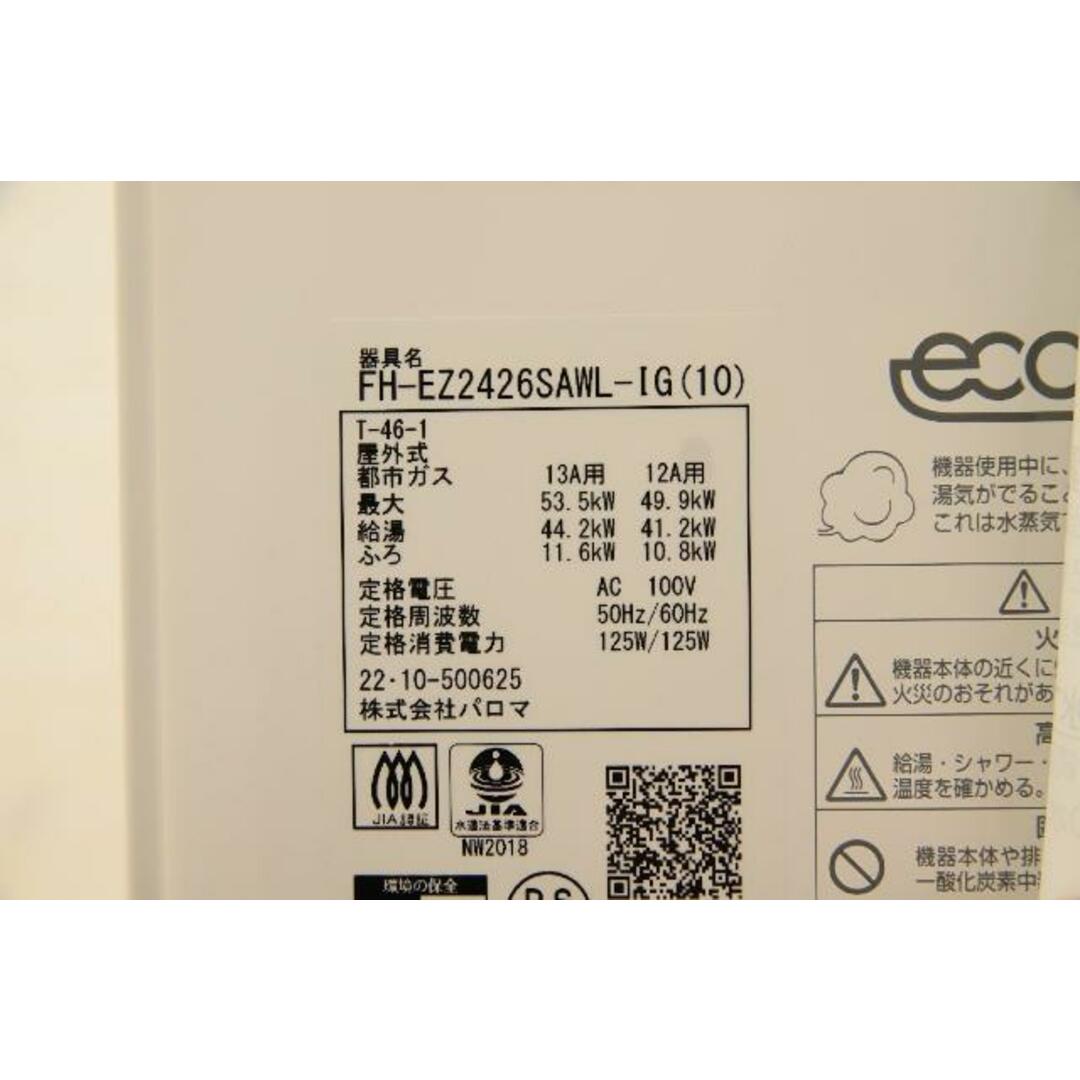 器具名
FH-EZ2426SAWL-IG(10)
T-46-1
屋外式
都市ガス 13A用 12A用
最大 53.5kW 49.9kW
給湯 44.2kW 41.2kW
ふろ 11.6kW 10.8kW
定格電圧 AC 100V
定格周波数 50Hz/60Hz
定格消費電力 125W/125W
22・10-500625
株式会社パロマ
JIA認証
JIA
水道法基準適合
NW2018
環境の保全
PS
eco
機器使用中に、
湯気がでるこ
これは水蒸気
火
機器本体の近くに
火災のおそれがあ
高
給湯・シャワー・
温度を確かめる。
機器本体や排
一酸化炭素中